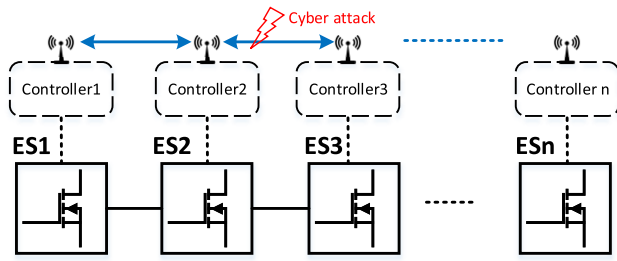 Cyber attack
Controller1
Controller2
Controller3
Controller n
ES1
ES2
ES3
ESn